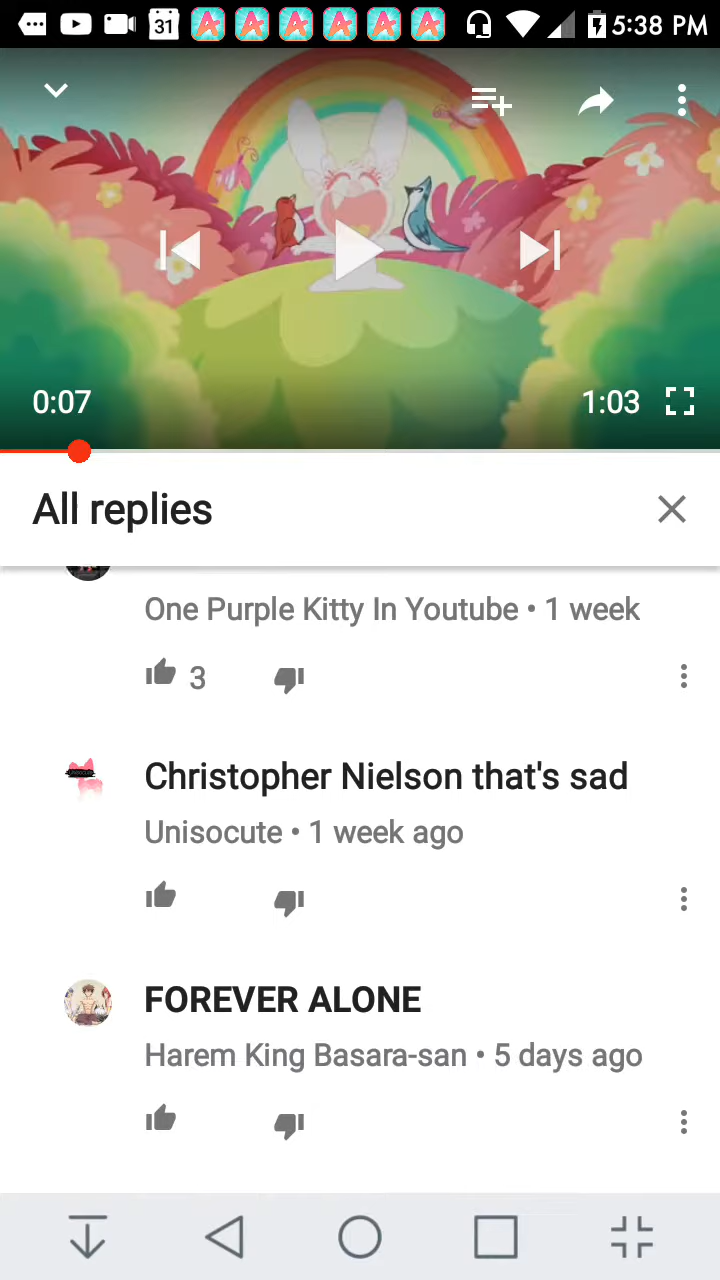 31
5:38 PM
0:07
1:03
All replies
One Purple Kitty In Youtube • 1 week
3
Christopher Nielson that's sad
Unisocute • 1 week ago
FOREVER ALONE
Harem King Basara-san • 5 days ago